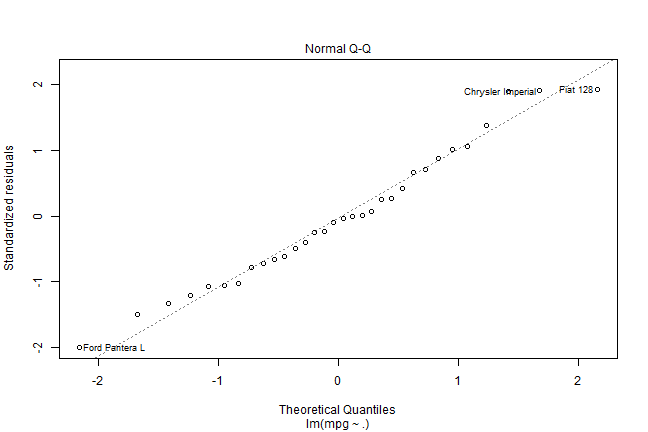 Normal Q-Q
Standardized residuals
2
1
0
-1
-2
Chrysler Imperial
Fiat 128
Ford Pantera L
-2
-1
0
1
2
Theoretical Quantiles
lm(mpg ~ .)